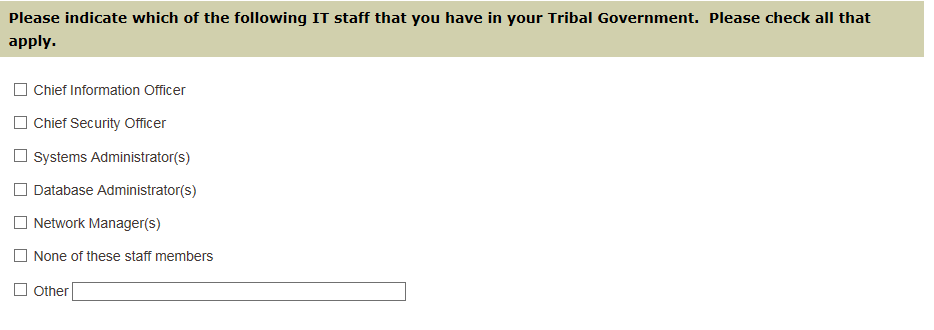 Please indicate which of the following IT staff that you have in your Tribal Government.  Please check all that
apply.
Chief Information Officer
Chief Security Officer
Systems Administrator(s)
Database Administrator(s)
Network Manager(s)
None of these staff members
Other